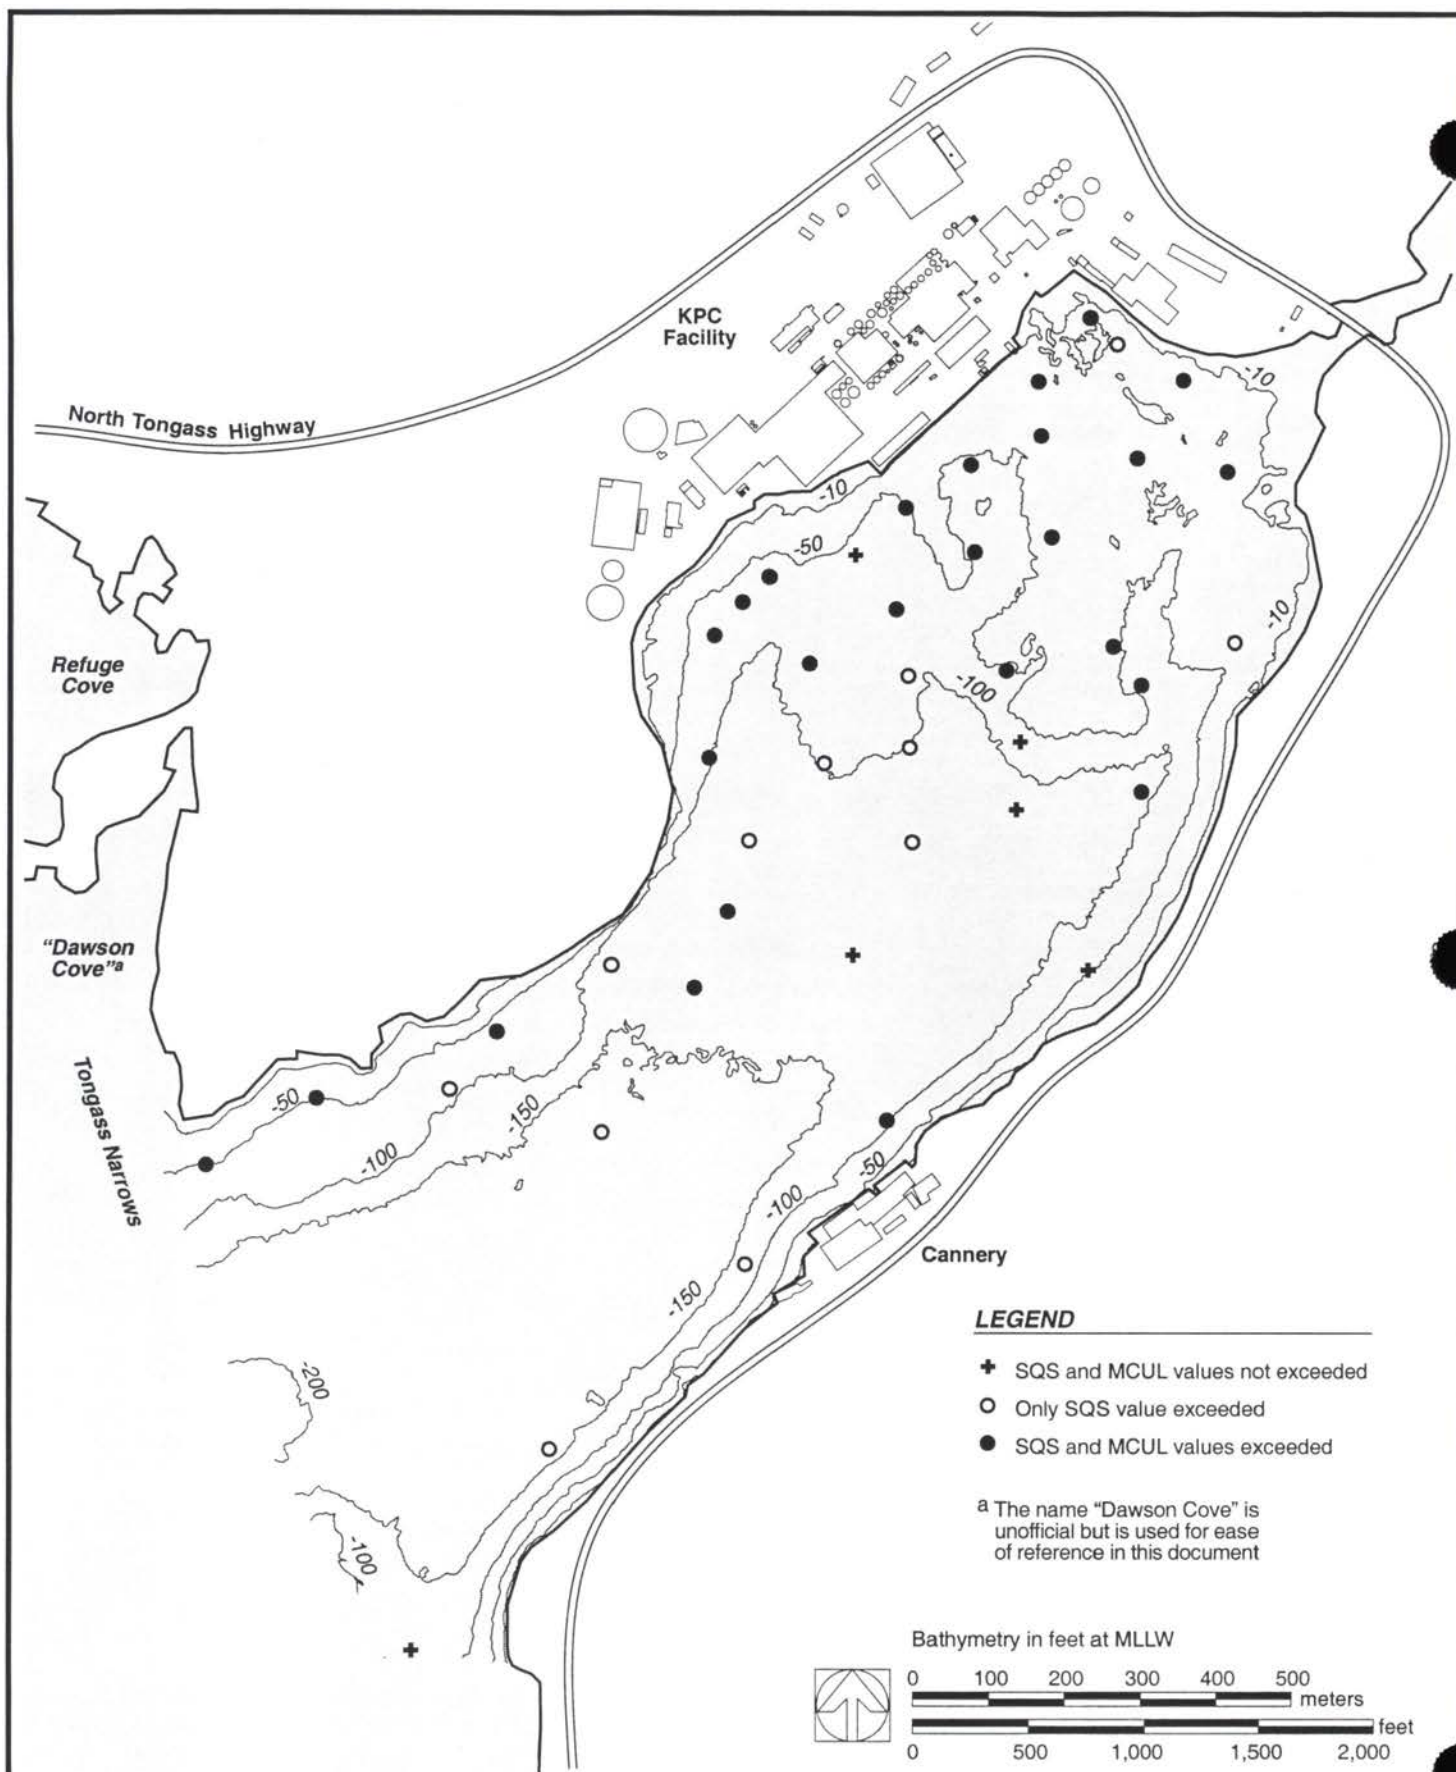 KPC
Facility
North Tongass Highway
-10
-10
-50
-10
Refuge
Cove
-100
"Dawson
Cove"a
Tongass Narrows
-50
-150
-100
-50
-100
Cannery
-150
-200
-100
LEGEND
SQS and MCUL values not exceeded
Only SQS value exceeded
SQS and MCUL values exceeded
a The name "Dawson Cove" is
unofficial but is used for ease
of reference in this document
Bathymetry in feet at MLLW
0 100 200 300 400 500
meters
feet
0 500 1,000 1,500 2,000